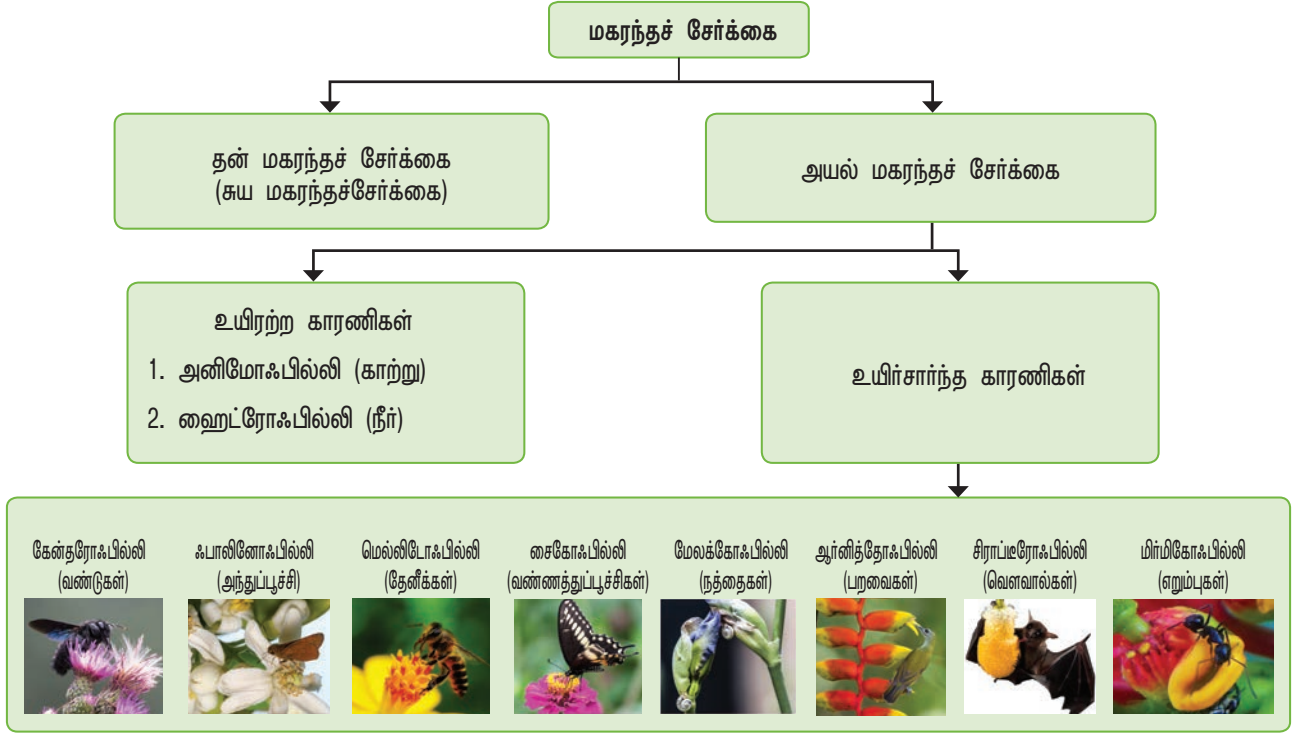 மகரந்தச் சேர்க்கை
தன் மகரந்தச் சேர்க்கை
(சுய மகரந்தச்சேர்க்கை)
அயல் மகரந்தச் சேர்க்கை
உயிரற்ற காரணிகள்
1. அனிமோஃபில்லி (காற்று)
2. ஹைட்ரோஃபில்லி (நீர்)
உயிர்சார்ந்த காரணிகள்
கேன்தரோஃபில்லி
(வண்டுகள்)
ஃபாலினோஃபில்லி
(அந்துப்பூச்சி)
மெல்லிடோஃபில்லி
(தேனீக்கள்)
சைகோஃபில்லி
(வண்ணத்துப்பூச்சிகள்)
மேலக்கோஃபில்லி
(நத்தைகள்)
ஆர்னித்தோஃபில்லி
(பறவைகள்)
சிராப்டீரோஃபில்லி
(வெளவால்கள்)
மிர்மிகோஃபில்லி
(எறும்புகள்)